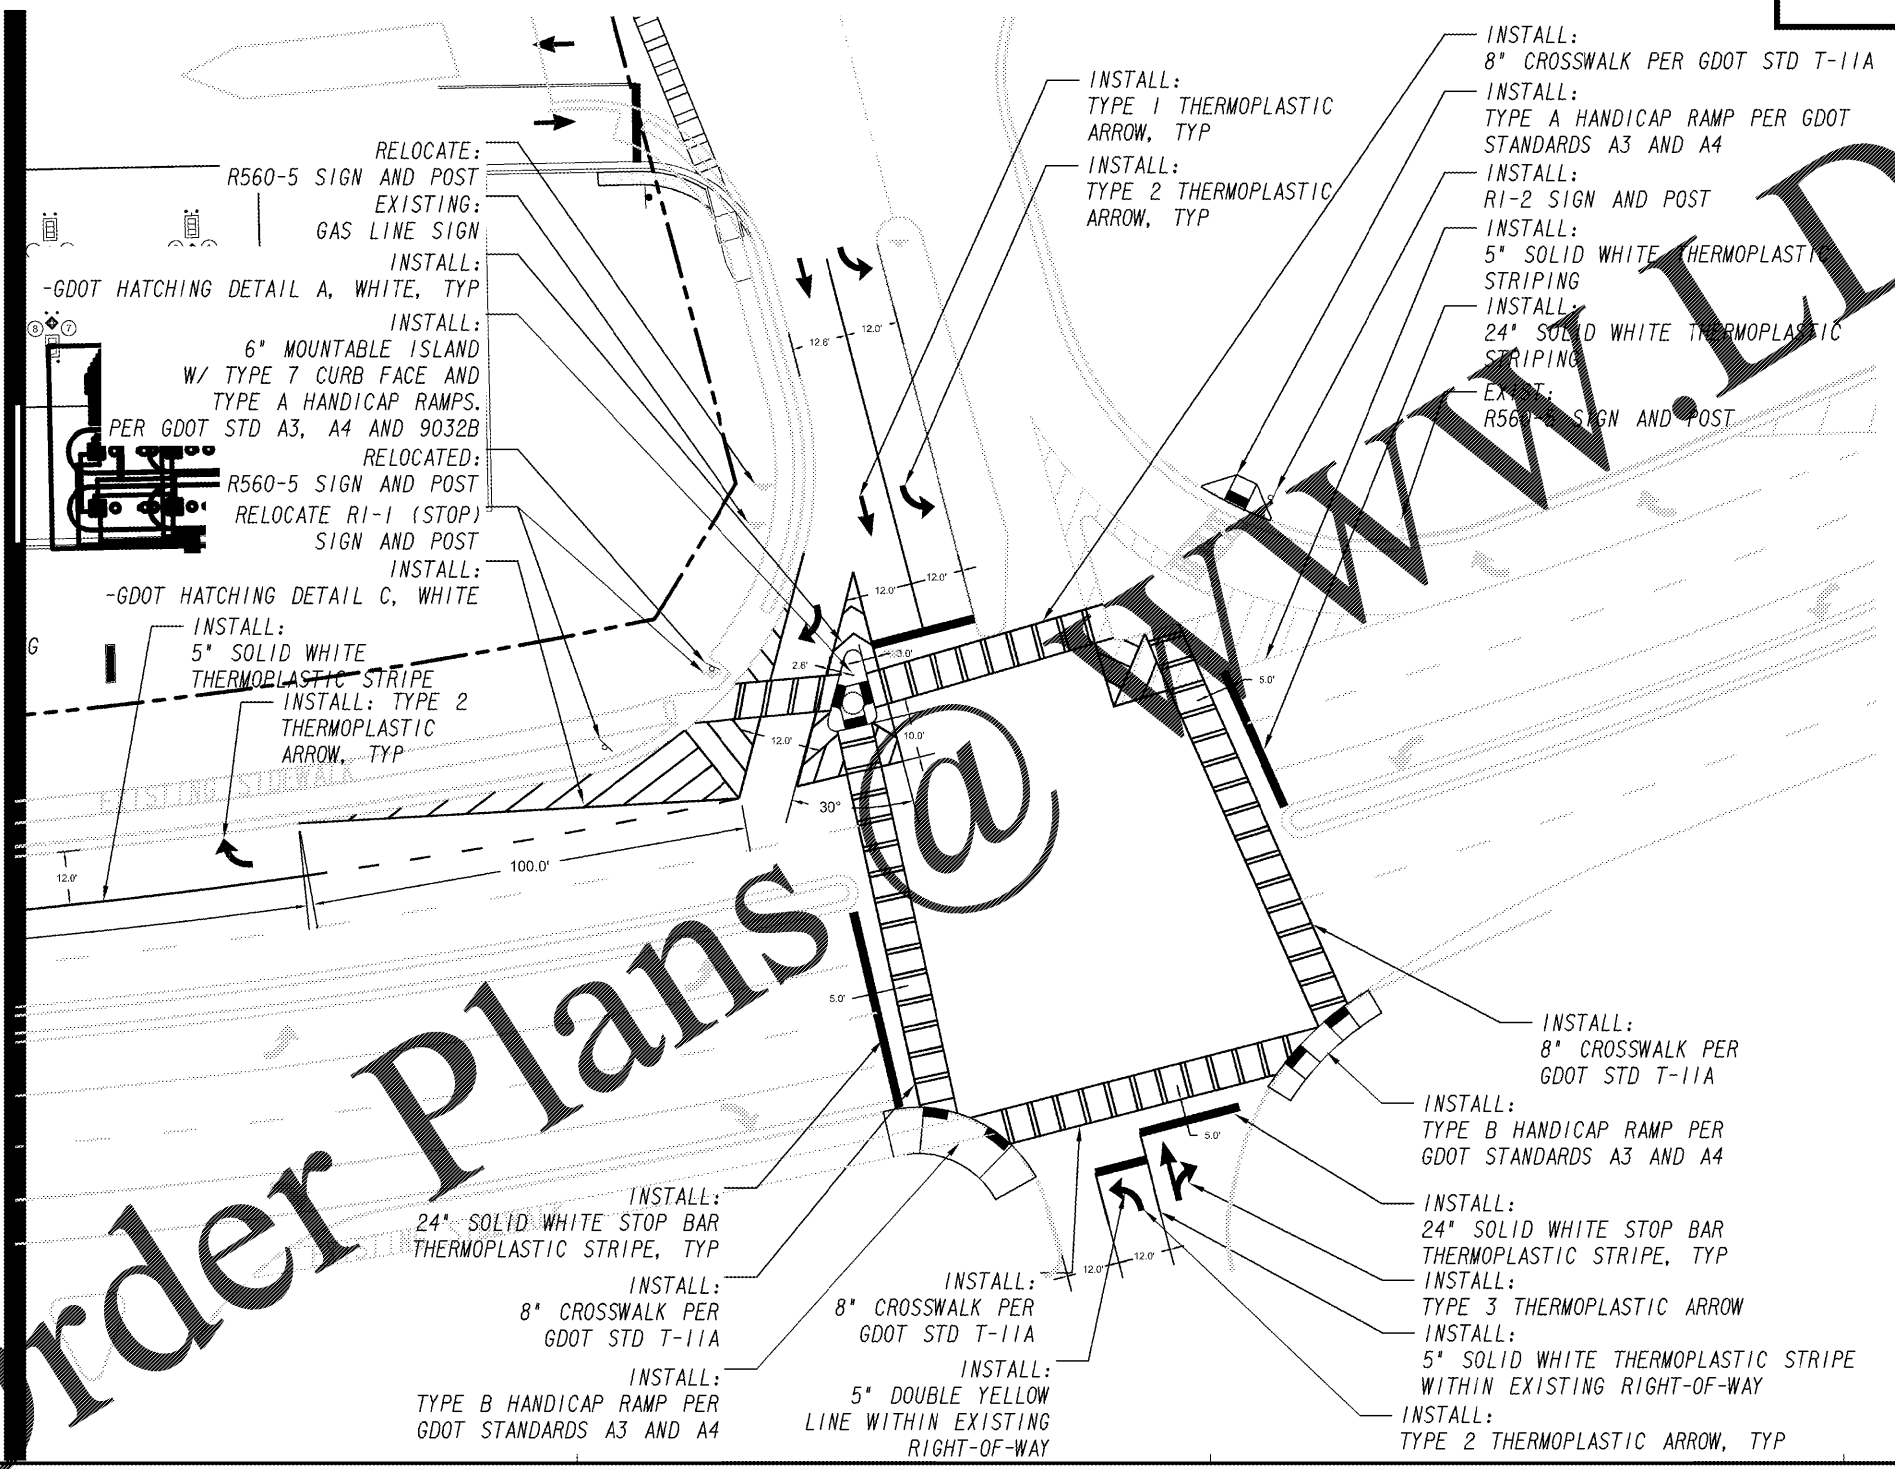 INSTALL:
8" CROSSWALK PER GDOT STD T-11A
INSTALL:
TYPE A HANDICAP RAMP PER GDOT
STANDARDS A3 AND A4
INSTALL:
R1-2 SIGN AND POST
INSTALL:
5" SOLID WHITE THERMOPLASTIC
STRIPING
INSTALL:
24" SOLID WHITE THERMOPLASTIC
STRIPING
EXIST:
R560-5 SIGN AND POST
INSTALL:
TYPE 1 THERMOPLASTIC
ARROW, TYP
INSTALL:
TYPE 2 THERMOPLASTIC
ARROW, TYP
RELOCATE:
R560-5 SIGN AND POST
EXISTING:
GAS LINE SIGN
INSTALL:
-GDOT HATCHING DETAIL A, WHITE, TYP
INSTALL:
6" MOUNTABLE ISLAND
W/ TYPE 7 CURB FACE AND
TYPE A HANDICAP RAMPS.
PER GDOT STD A3, A4 AND 9032B
RELOCATED:
R560-5 SIGN AND POST
RELOCATE R1-1 (STOP)
SIGN AND POST
INSTALL:
-GDOT HATCHING DETAIL C, WHITE
INSTALL:
5" SOLID WHITE
THERMOPLASTIC STRIPE
INSTALL: TYPE 2
THERMOPLASTIC
ARROW, TYP
G
8 7
12.6'
12.0'
12.0'
12.0'
2.8'
3.0'
12.0'
10.0'
30°
5.0'
EXISTING SIDEWALK
12.0'
100.0'
5.0'
5.0'
12.0'
12.0'
order Plans @ www.LD
INSTALL:
8" CROSSWALK PER
GDOT STD T-11A
INSTALL:
TYPE B HANDICAP RAMP PER
GDOT STANDARDS A3 AND A4
INSTALL:
24" SOLID WHITE STOP BAR
THERMOPLASTIC STRIPE, TYP
INSTALL:
TYPE 3 THERMOPLASTIC ARROW
INSTALL:
5" SOLID WHITE THERMOPLASTIC STRIPE
WITHIN EXISTING RIGHT-OF-WAY
INSTALL:
TYPE 2 THERMOPLASTIC ARROW, TYP
INSTALL:
24" SOLID WHITE STOP BAR
THERMOPLASTIC STRIPE, TYP
INSTALL:
8" CROSSWALK PER
GDOT STD T-11A
INSTALL:
TYPE B HANDICAP RAMP PER
GDOT STANDARDS A3 AND A4
INSTALL:
8" CROSSWALK PER
GDOT STD T-11A
INSTALL:
5" DOUBLE YELLOW
LINE WITHIN EXISTING
RIGHT-OF-WAY